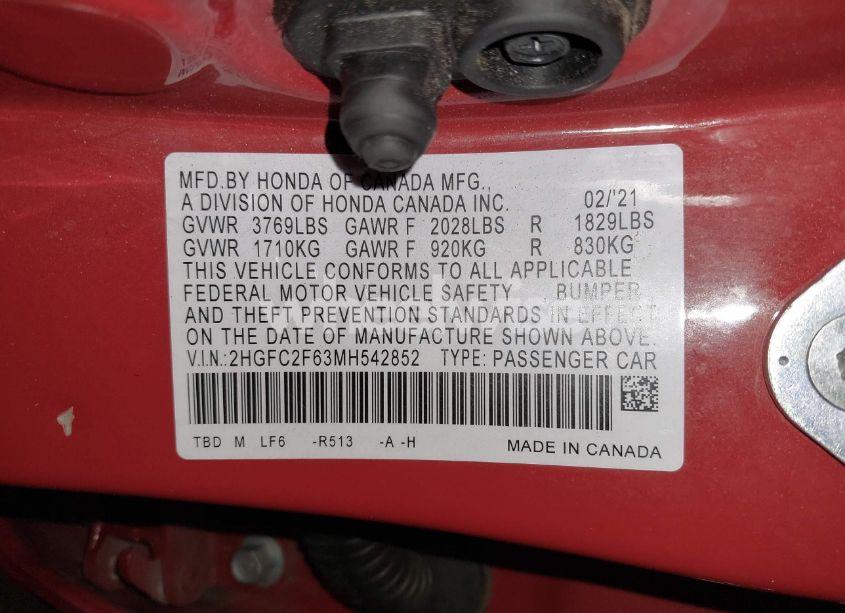 MFD.BY HONDA OF CANADA MFG.,
A DIVISION OF HONDA CANADA INC. 02/'21
GVWR 3769LBS GAWR F 2028LBS R 1829LBS
GVWR 1710KG GAWR F 920KG R 830KG
THIS VEHICLE CONFORMS TO ALL APPLICABLE
FEDERAL MOTOR VEHICLE SAFETY , BUMPER
AND THEFT PREVENTION STANDARDS IN EFFECT
ON THE DATE OF MANUFACTURE SHOWN ABOVE.
V.I.N.:2HGFC2F63MH542852 TYPE: PASSENGER CAR
TBD M LF6 -R513 -A -H MADE IN CANADA